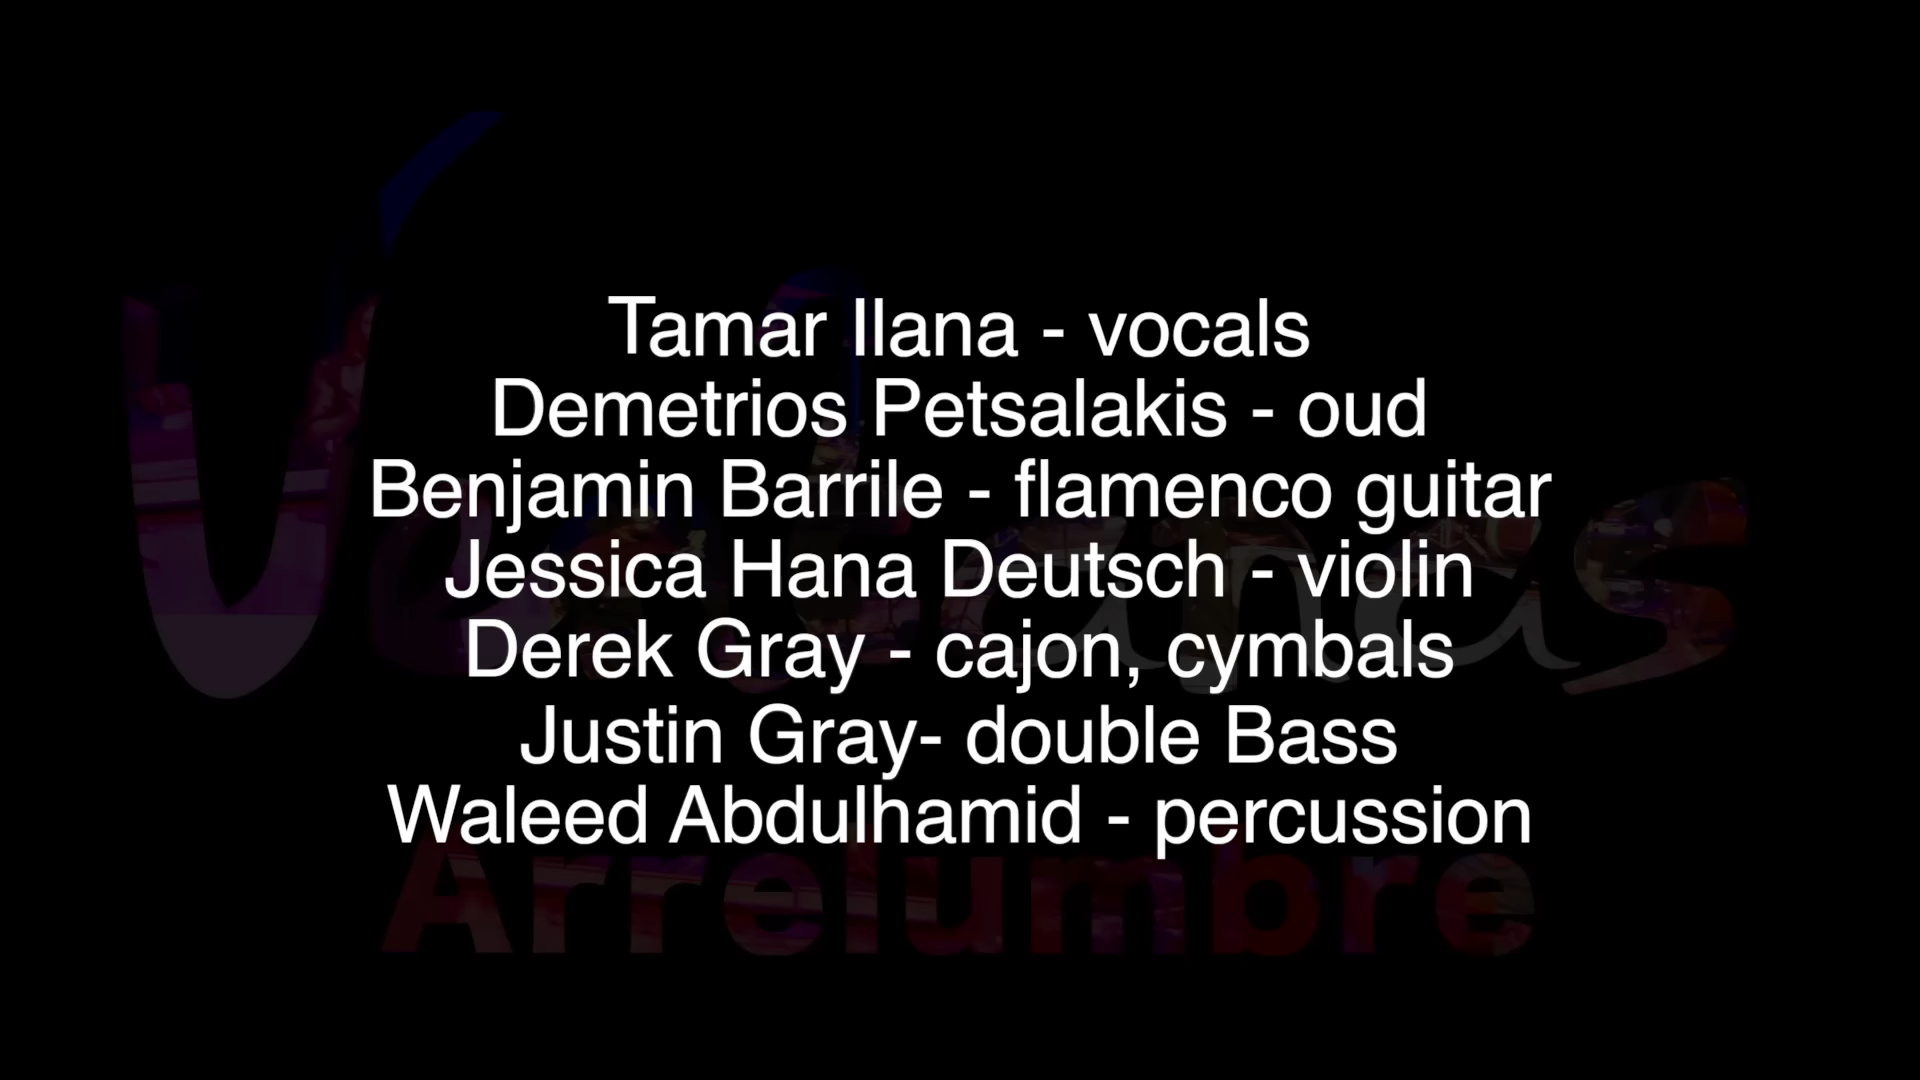 Tamar Ilana - vocals
Demetrios Petsalakis - oud
Benjamin Barrile - flamenco guitar
Jessica Hana Deutsch - violin
Derek Gray - cajon, cymbals
Justin Gray- double Bass
Waleed Abdulhamid - percussion
Arrelumbre